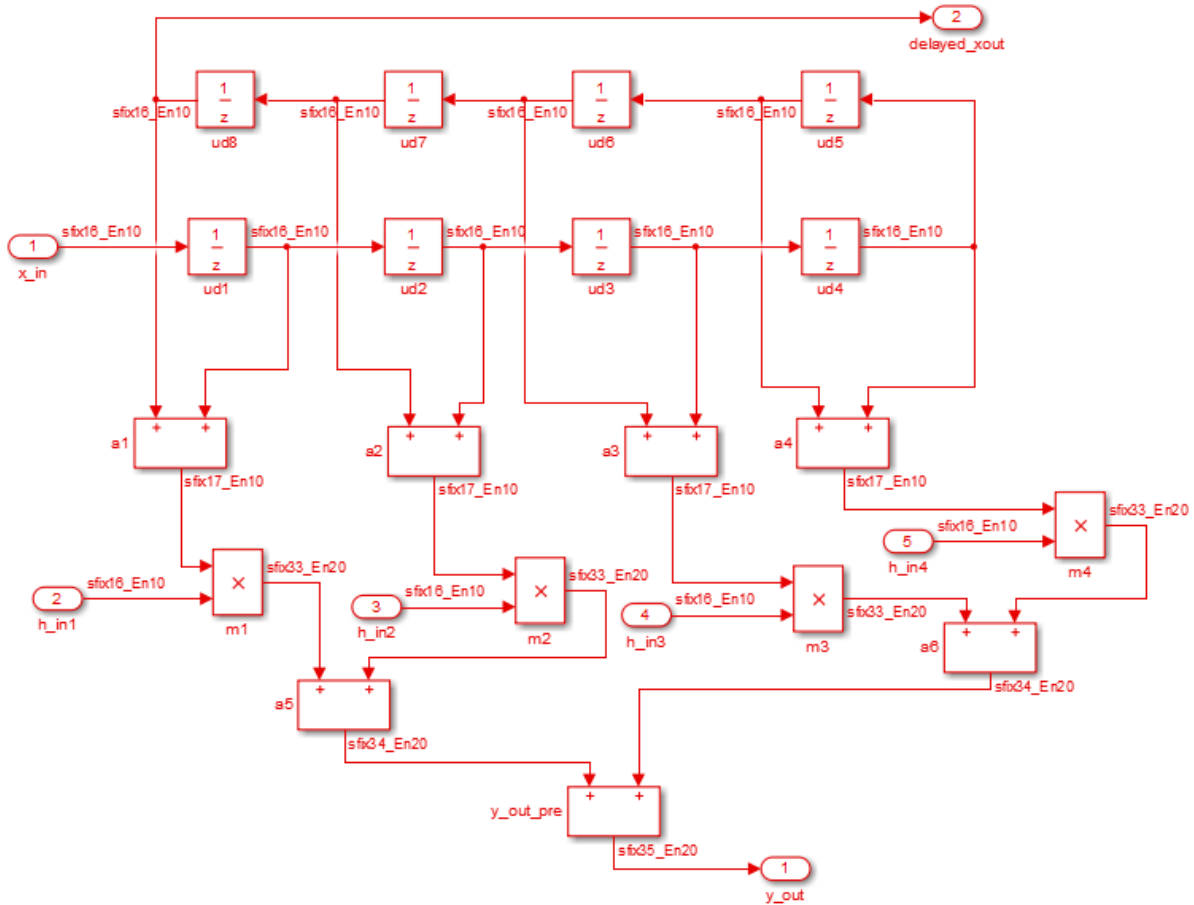 2
delayed_xout
1
z
1
z
1
z
1
z
sfix16_En10
sfix16_En10
sfix16_En10
sfix16_En10
ud8
ud7
ud6
ud5
sfix16_En10
sfix16_En10
sfix16_En10
sfix16_En10
sfix16_En10
1
1
z
1
z
1
z
1
z
x_in
ud1
ud2
ud3
ud4
+ +
+ +
+ +
+ +
a1
a2
a3
a4
sfix17_En10
sfix17_En10
sfix17_En10
sfix17_En10
sfix33_En20
sfix16_En10
5
×
h_in4
m4
sfix16_En10
×
sfix33_En20
2
h_in1
m1
sfix16_En10
×
sfix33_En20
3
h_in2
m2
sfix16_En10
×
sfix33_En20
4
h_in3
m3
+ +
a6
sfix34_En20
+ +
a5
sfix34_En20
+ +
y_out_pre
sfix35_En20
1
y_out